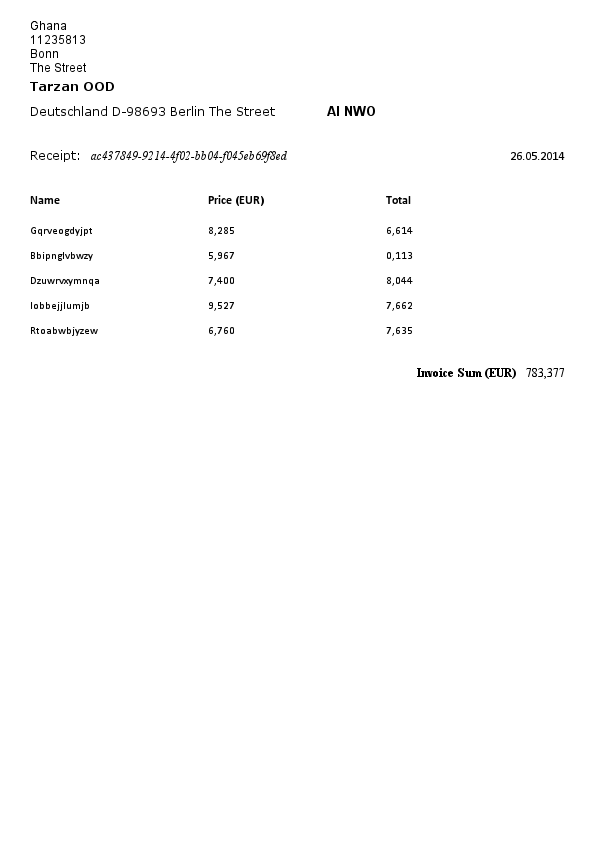 Ghana
11235813
Bonn
The Street
Tarzan OOD
Deutschland D-98693 Berlin The Street AI NWO
Receipt: ac437849-9214-4f02-bb04-f045eb69f8ed 26.05.2014
Name Price (EUR) Total
Gqrveogdyjpt 8,285 6,614
Bbipnglvbwzy 5,967 0,113
Dzuwrvxymnqa 7,400 8,044
Iobbejjlumjb 9,527 7,662
Rtoabwbjyzew 6,760 7,635
Invoice Sum (EUR) 783,377